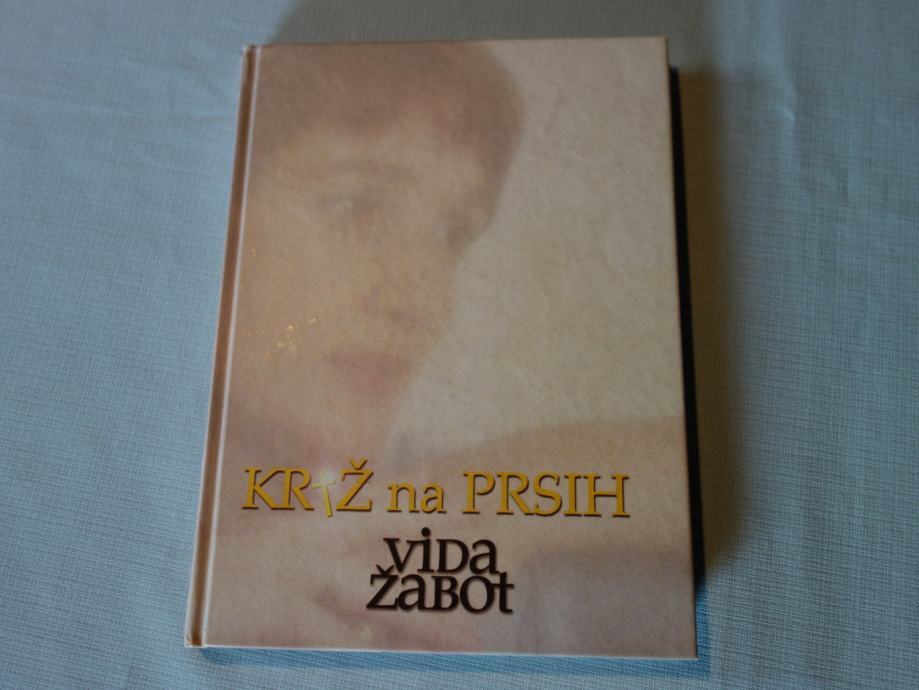 KRIŽ na PRSIH
ViDa
ŽaBOt